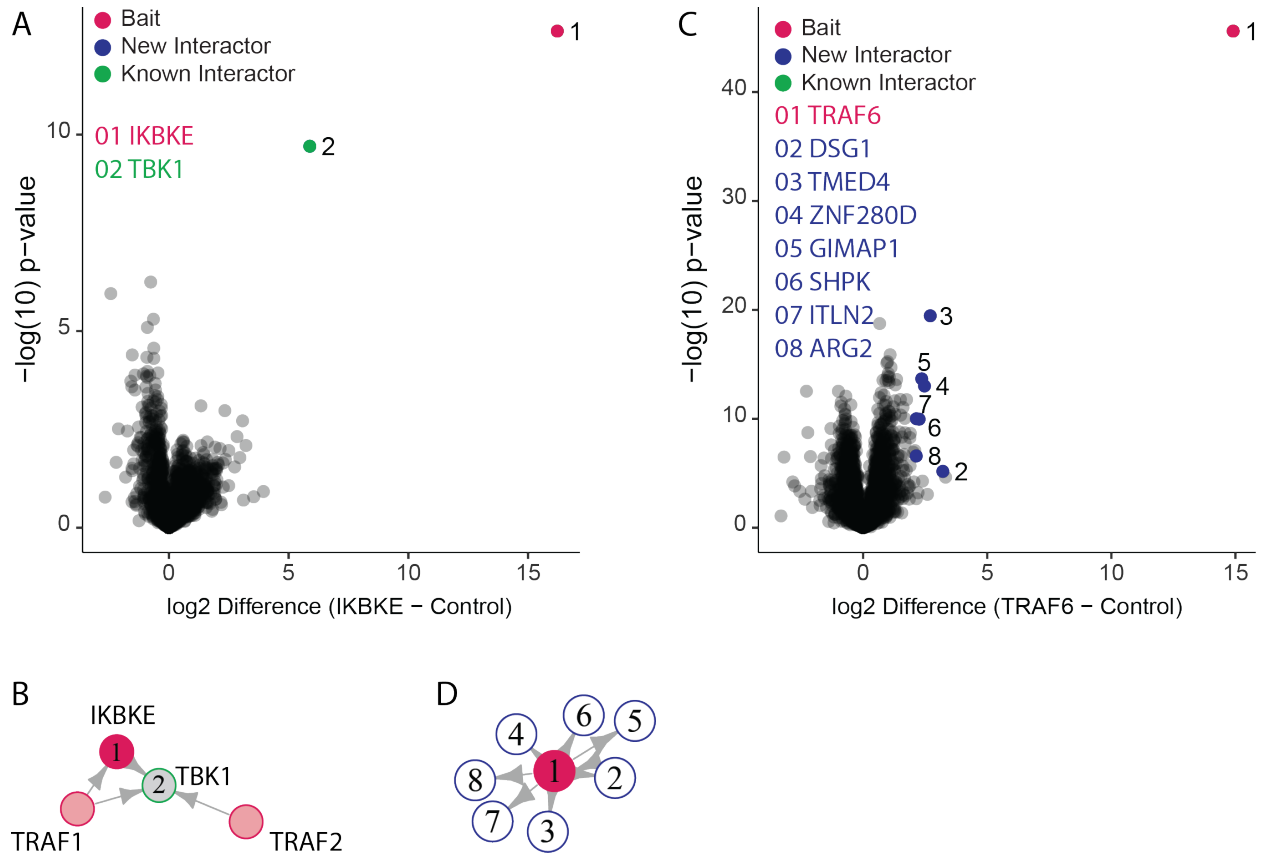 A
Bait
New Interactor
Known Interactor
01 IKBKE
02 TBK1
1
2
10
5
0
−log(10) p−value
0
5
10
15
log2 Difference (IKBKE − Control)
C
Bait
New Interactor
Known Interactor
01 TRAF6
02 DSG1
03 TMED4
04 ZNF280D
05 GIMAP1
06 SHPK
07 ITLN2
08 ARG2
1
3
5
4
7
6
8
2
40
30
20
10
0
−log(10) p−value
0
5
10
15
log2 Difference (TRAF6 − Control)
B
IKBKE
1
2
TBK1
TRAF1
TRAF2
D
4
6
5
1
8
2
7
3